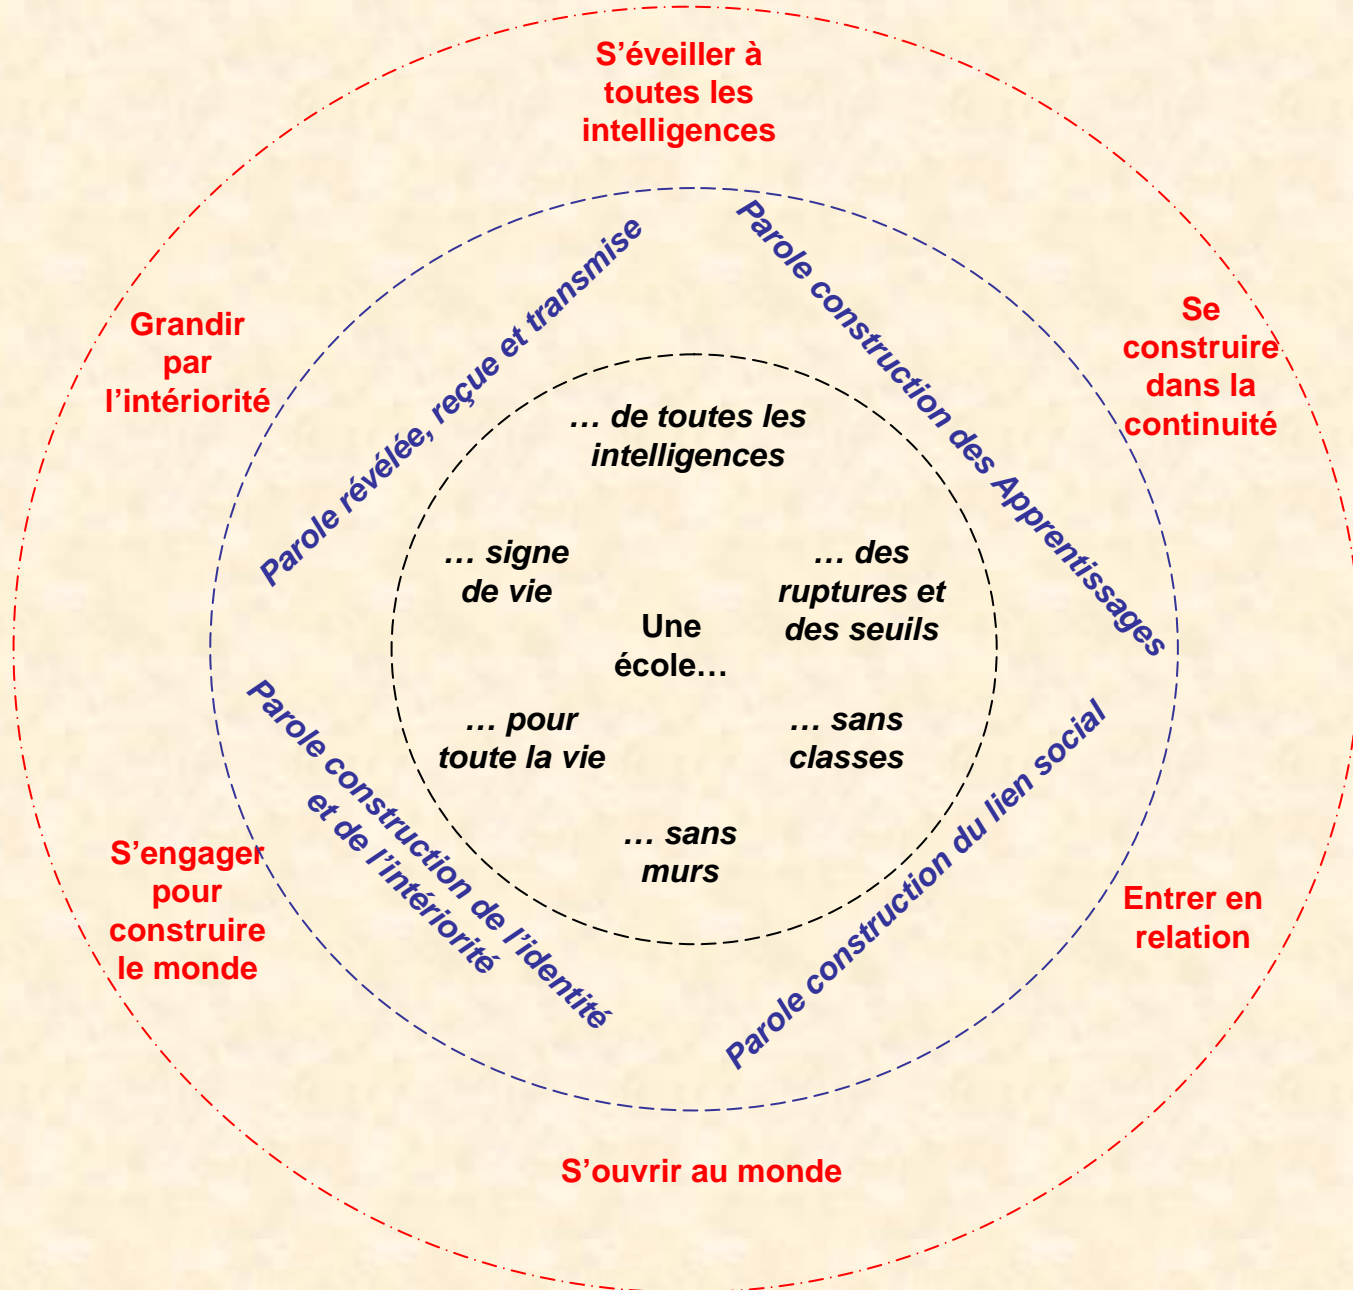 S’éveiller à
toutes les
intelligences
Parole révélée, reçue et transmise
Parole construction des Apprentissages
Grandir
par
l’intériorité
Se
construire
dans la
continuité
… de toutes les
intelligences
… signe
de vie
… des
ruptures et
des seuils
Une
école…
… pour
toute la vie
… sans
classes
… sans
murs
Parole construction de l’identité
et de l’intériorité
Parole construction du lien social
S’engager
pour
construire
le monde
Entrer en
relation
S’ouvrir au monde